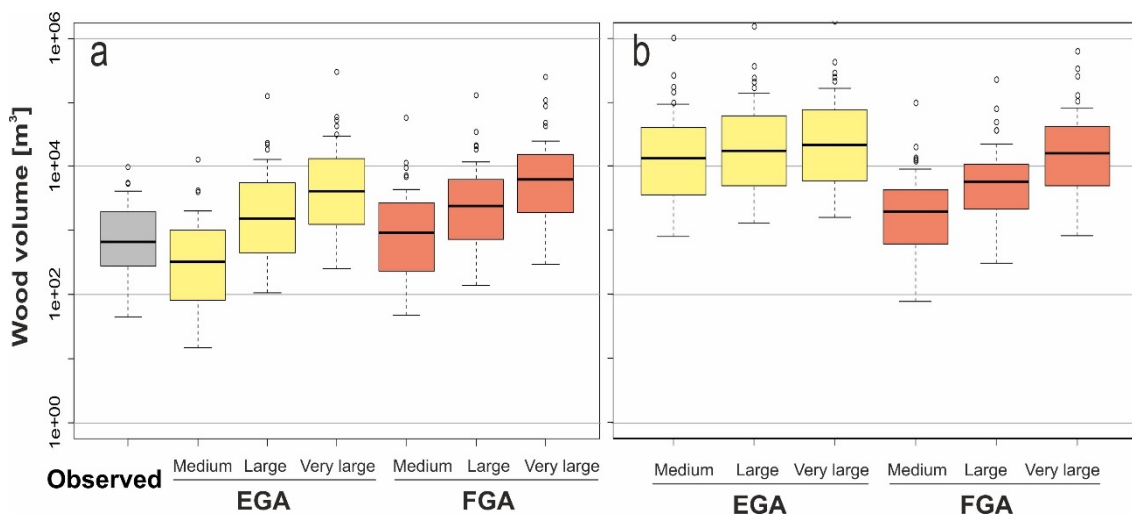 a
b
Wood volume [m³]
1e+06
1e+04
1e+02
1e+00
Observed
Medium Large Very large
EGA
Medium Large Very large
FGA
Medium Large Very large
EGA
Medium Large Very large
FGA